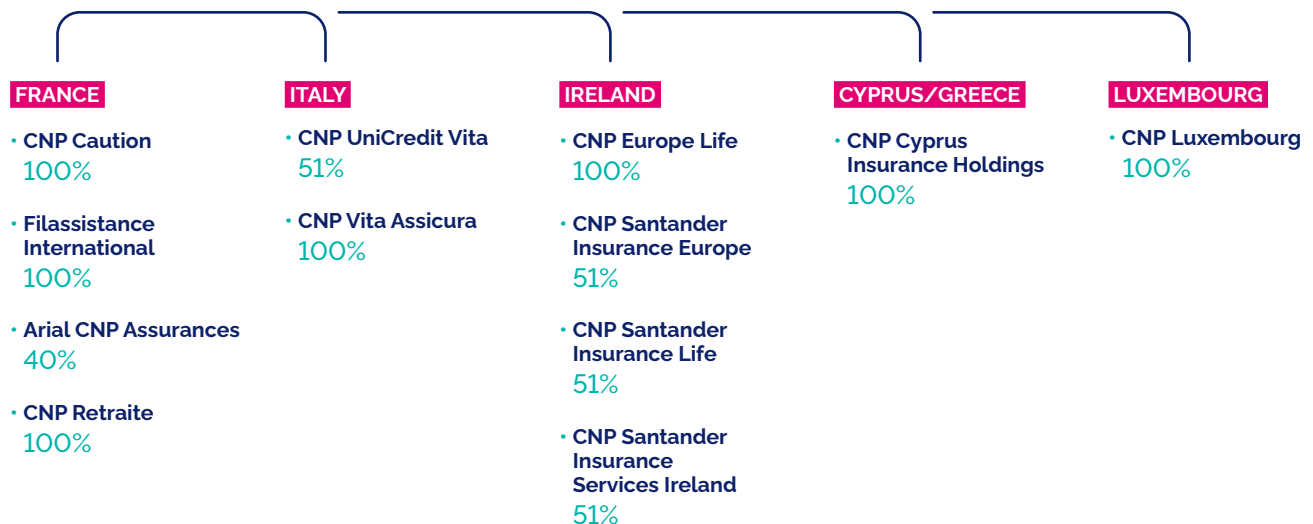 FRANCE
• CNP Caution
100%
• Filassistance
International
100%
• Arial CNP Assurances
40%
• CNP Retraite
100%
ITALY
• CNP UniCredit Vita
51%
• CNP Vita Assicura
100%
IRELAND
• CNP Europe Life
100%
• CNP Santander
Insurance Europe
51%
• CNP Santander
Insurance Life
51%
• CNP Santander
Insurance
Services Ireland
51%
CYPRUS/GREECE
• CNP Cyprus
Insurance Holdings
100%
LUXEMBOURG
• CNP Luxembourg
100%